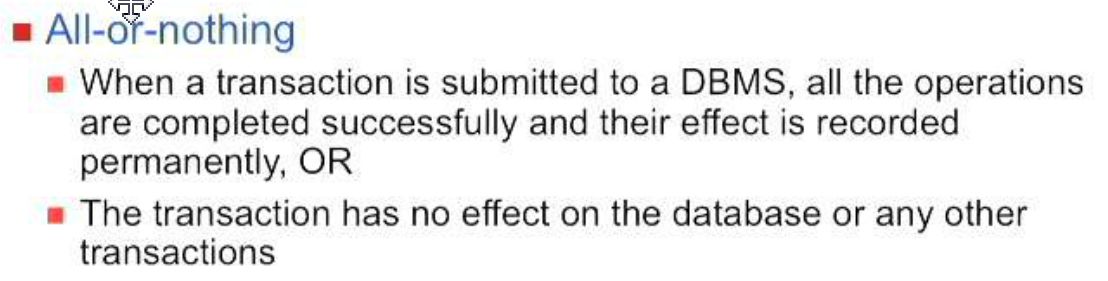 All-or-nothing
When a transaction is submitted to a DBMS, all the operations
are completed successfully and their effect is recorded
permanently, OR
The transaction has no effect on the database or any other
transactions